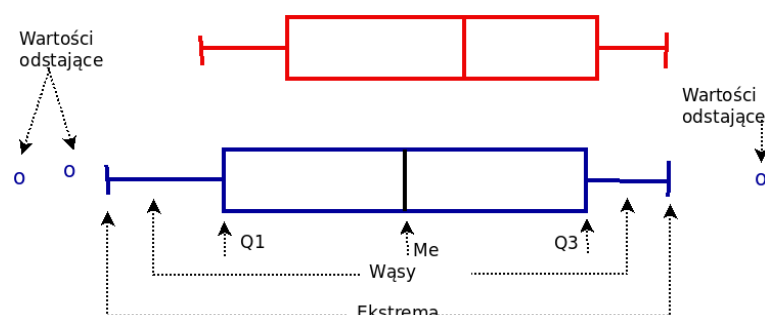 Wartości
odstające
Wartości
odstające
o
o
o
Q1
Me
Q3
Wąsy
Ekstrema